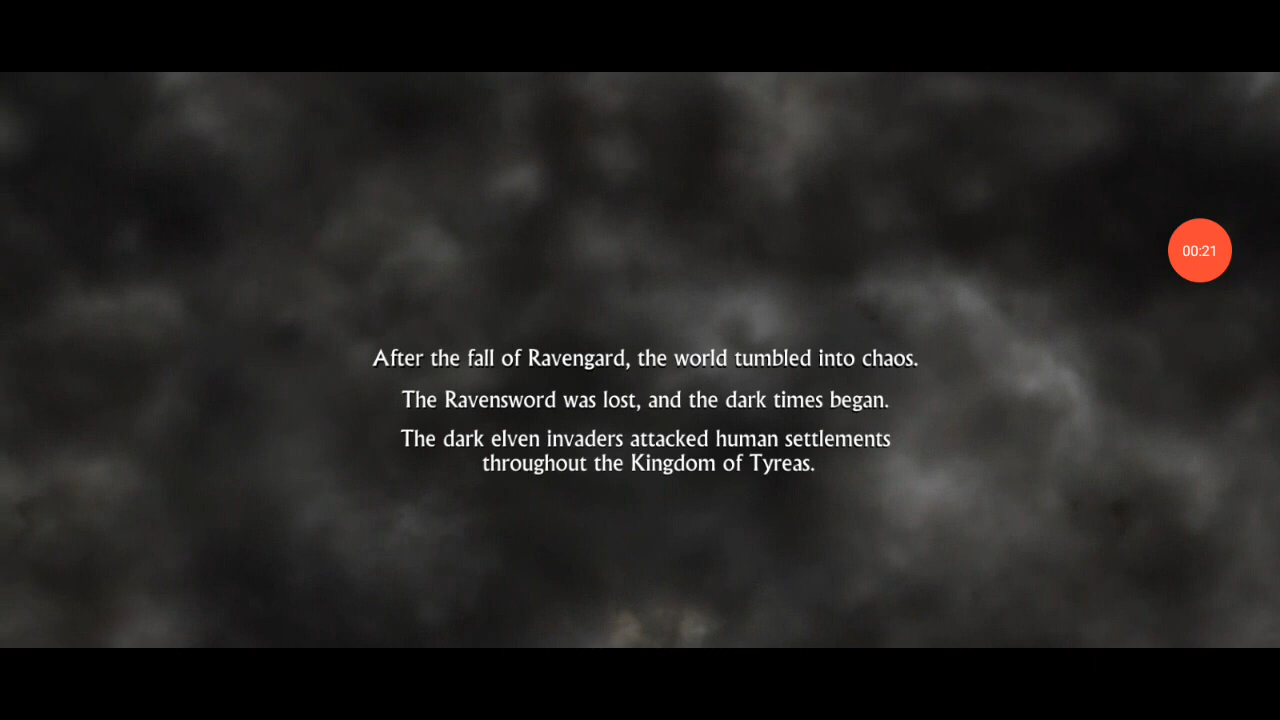 After the fall of Ravengard, the world tumbled into chaos.
00:21
The Ravensword was lost, and the dark times began.
The dark elven invaders attacked human settlements
throughout the Kingdom of Tyreas.